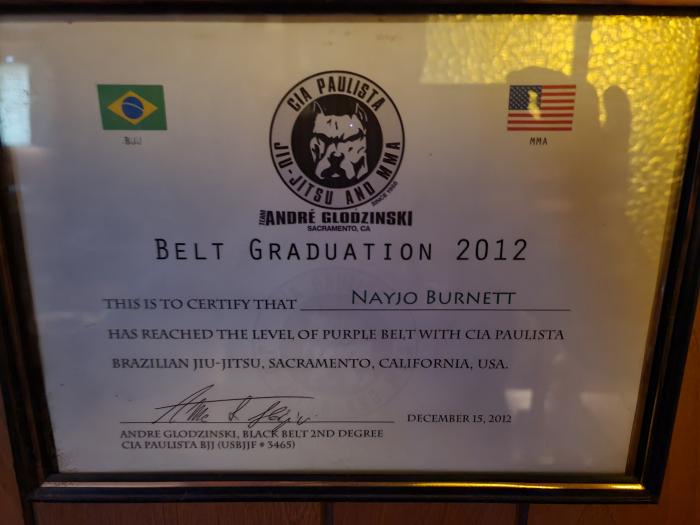 CIA PAULISTA
JIU-JITSU AND MMA
SINCE 1998
BJJ
MMA
TEAM ANDRÉ GLODZINSKI
SACRAMENTO, CA
BELT GRADUATION 2012
THIS IS TO CERTIFY THAT NAYJO BURNETT
HAS REACHED THE LEVEL OF PURPLE BELT WITH CIA PAULISTA
BRAZILIAN JIU-JITSU, SACRAMENTO, CALIFORNIA, USA.
DECEMBER 15, 2012
ANDRE GLODZINSKI, BLACK BELT 2ND DEGREE
CIA PAULISTA BJJ (USBJJF # 3465)